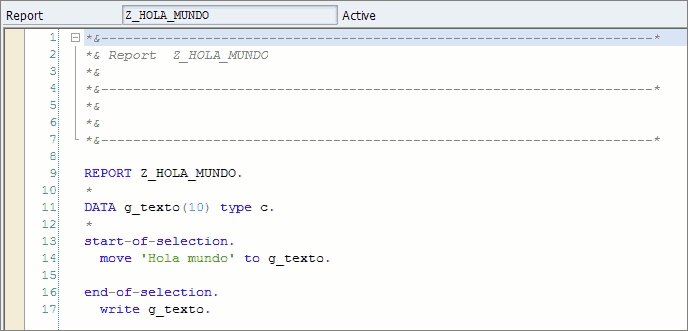 Report Z_HOLA_MUNDO Active
1 *&---------------------------------------------------------------------*
2 *& Report  Z_HOLA_MUNDO
3 *&
4 *&---------------------------------------------------------------------*
5 *&
6 *&
7 *&---------------------------------------------------------------------*
8
9 REPORT Z_HOLA_MUNDO.
10 *
11 DATA g_texto(10) type c.
12 *
13 start-of-selection.
14   move 'Hola mundo' to g_texto.
15
16 end-of-selection.
17   write g_texto.